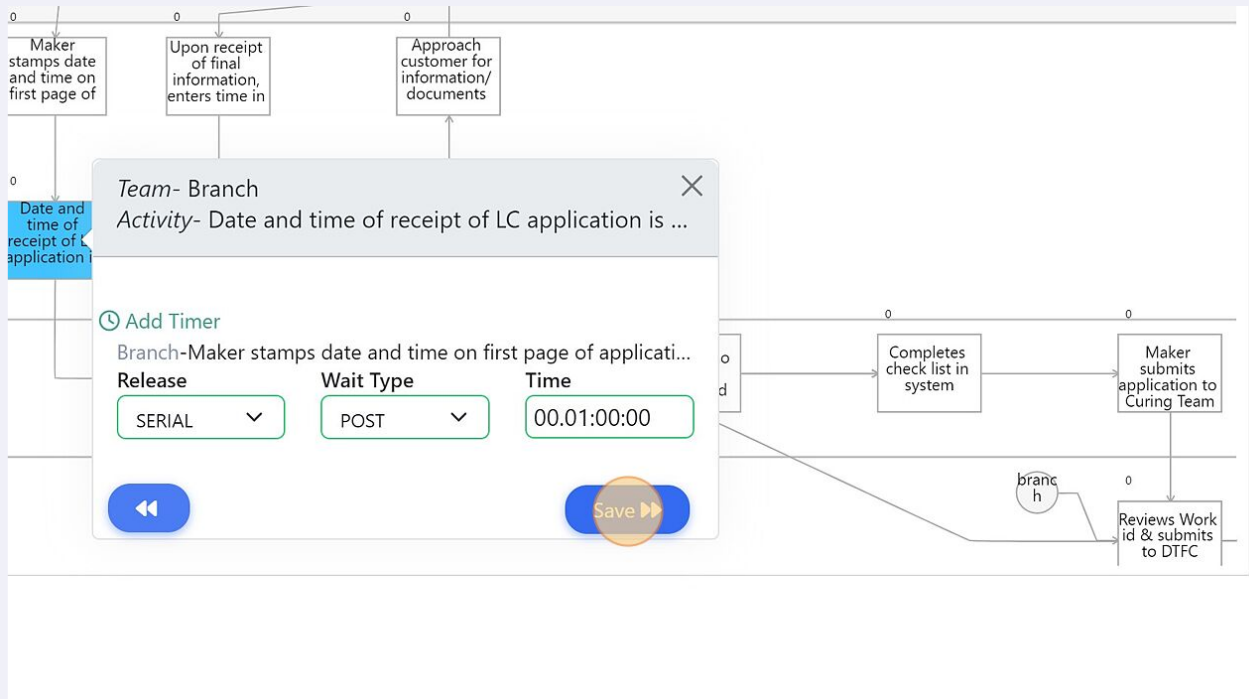 0
0
0
Maker
stamps date
and time on
first page of
Upon receipt
of final
information,
enters time in
Approach
customer for
information/
documents
0
Date and
time of
receipt of L
application i
Team- Branch
Activity- Date and time of receipt of LC application is ...
Add Timer
Branch-Maker stamps date and time on first page of applicati...
Release
Wait Type
Time
SERIAL
POST
00.01:00:00
Save
o
d
0
Completes
check list in
system
0
Maker
submits
application to
Curing Team
branc
h
0
Reviews Work
id & submits
to DTFC